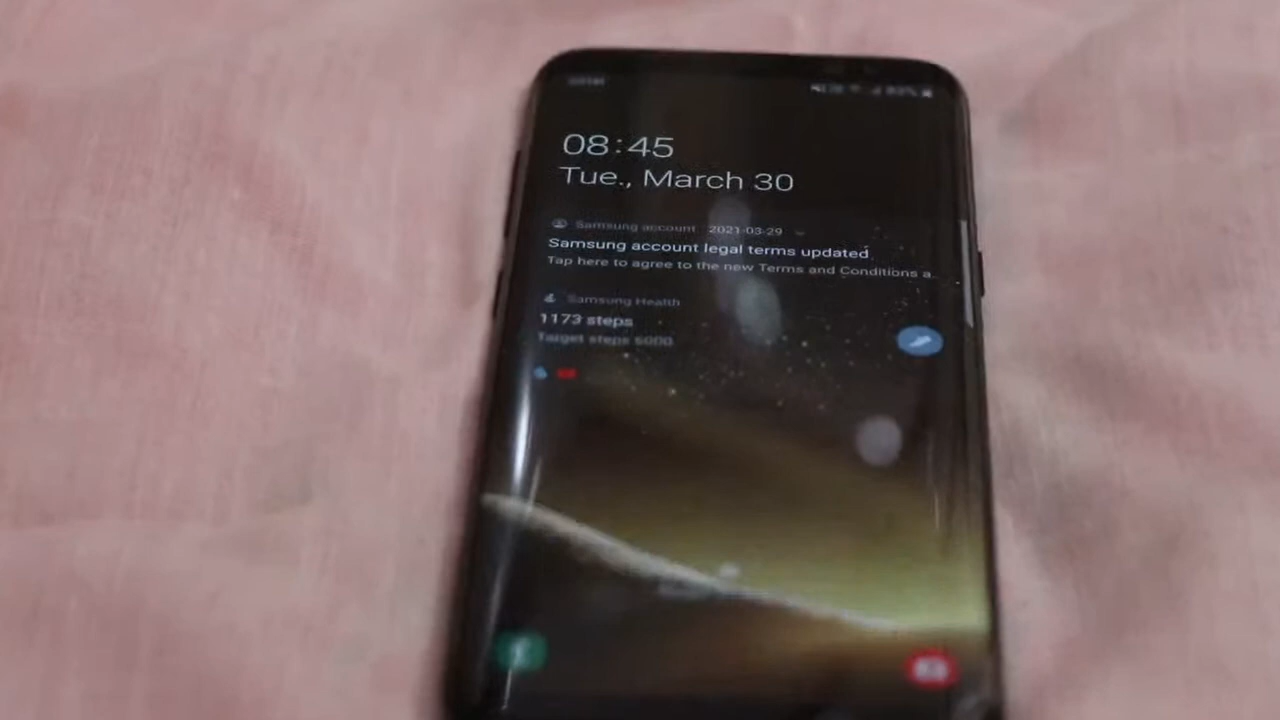 08:45
Tue., March 30
Samsung account 2021-03-29
Samsung account legal terms updated
Tap here to agree to the new Terms and Conditions a...
Samsung Health
1173 steps
Target steps 6000